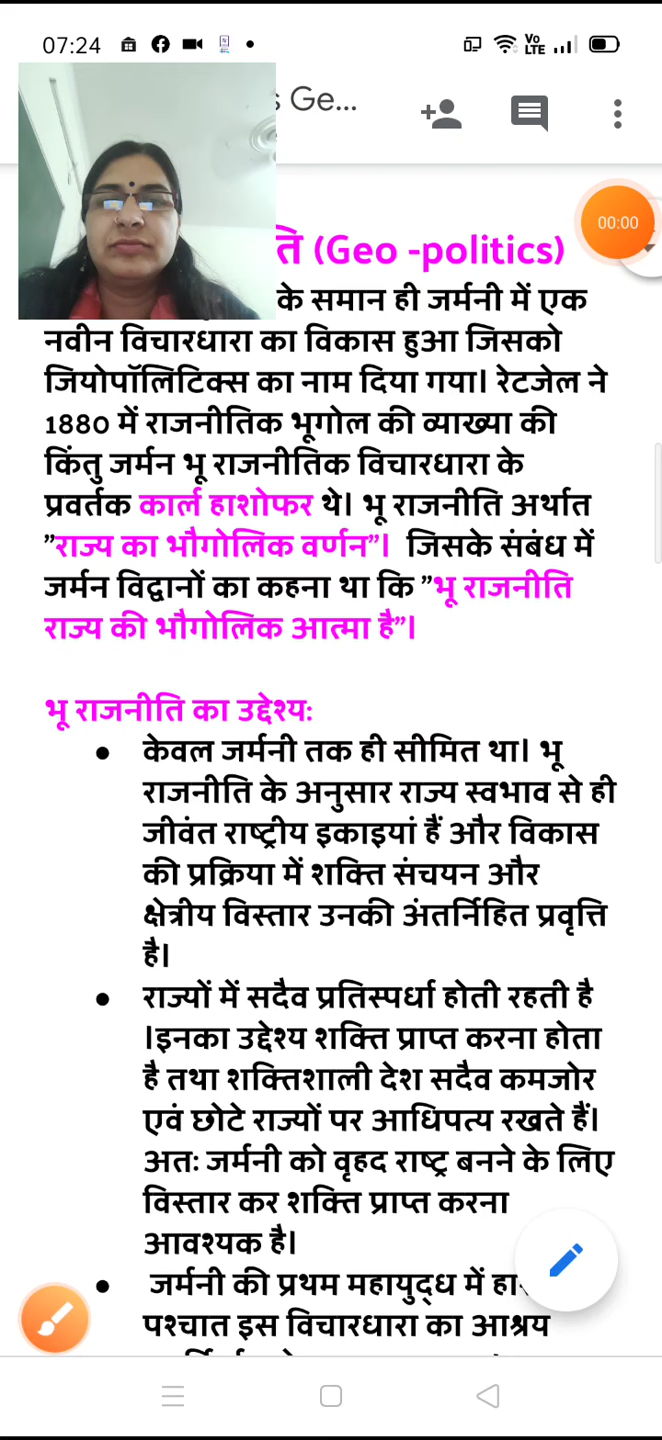 07:24
Vo
LTE
s Ge...
00:00
ति (Geo -politics)
के समान ही जर्मनी में एक
नवीन विचारधारा का विकास हुआ जिसको
जियोपॉलिटिक्स का नाम दिया गया। रेटजेल ने
1880 में राजनीतिक भूगोल की व्याख्या की
किंतु जर्मन भू राजनीतिक विचारधारा के
प्रवर्तक कार्ल हाशोफर थे। भू राजनीति अर्थात
”राज्य का भौगोलिक वर्णन”। जिसके संबंध में
जर्मन विद्वानों का कहना था कि ”भू राजनीति
राज्य की भौगोलिक आत्मा है”।
भू राजनीति का उद्देश्य:
● केवल जर्मनी तक ही सीमित था। भू
राजनीति के अनुसार राज्य स्वभाव से ही
जीवंत राष्ट्रीय इकाइयां हैं और विकास
की प्रक्रिया में शक्ति संचयन और
क्षेत्रीय विस्तार उनकी अंतर्निहित प्रवृत्ति
है।
● राज्यों में सदैव प्रतिस्पर्धा होती रहती है
।इनका उद्देश्य शक्ति प्राप्त करना होता
है तथा शक्तिशाली देश सदैव कमजोर
एवं छोटे राज्यों पर आधिपत्य रखते हैं।
अतः जर्मनी को वृहद राष्ट्र बनने के लिए
विस्तार कर शक्ति प्राप्त करना
आवश्यक है।
● जर्मनी की प्रथम महायुद्ध में
पश्चात इस विचारधारा का आश्रय